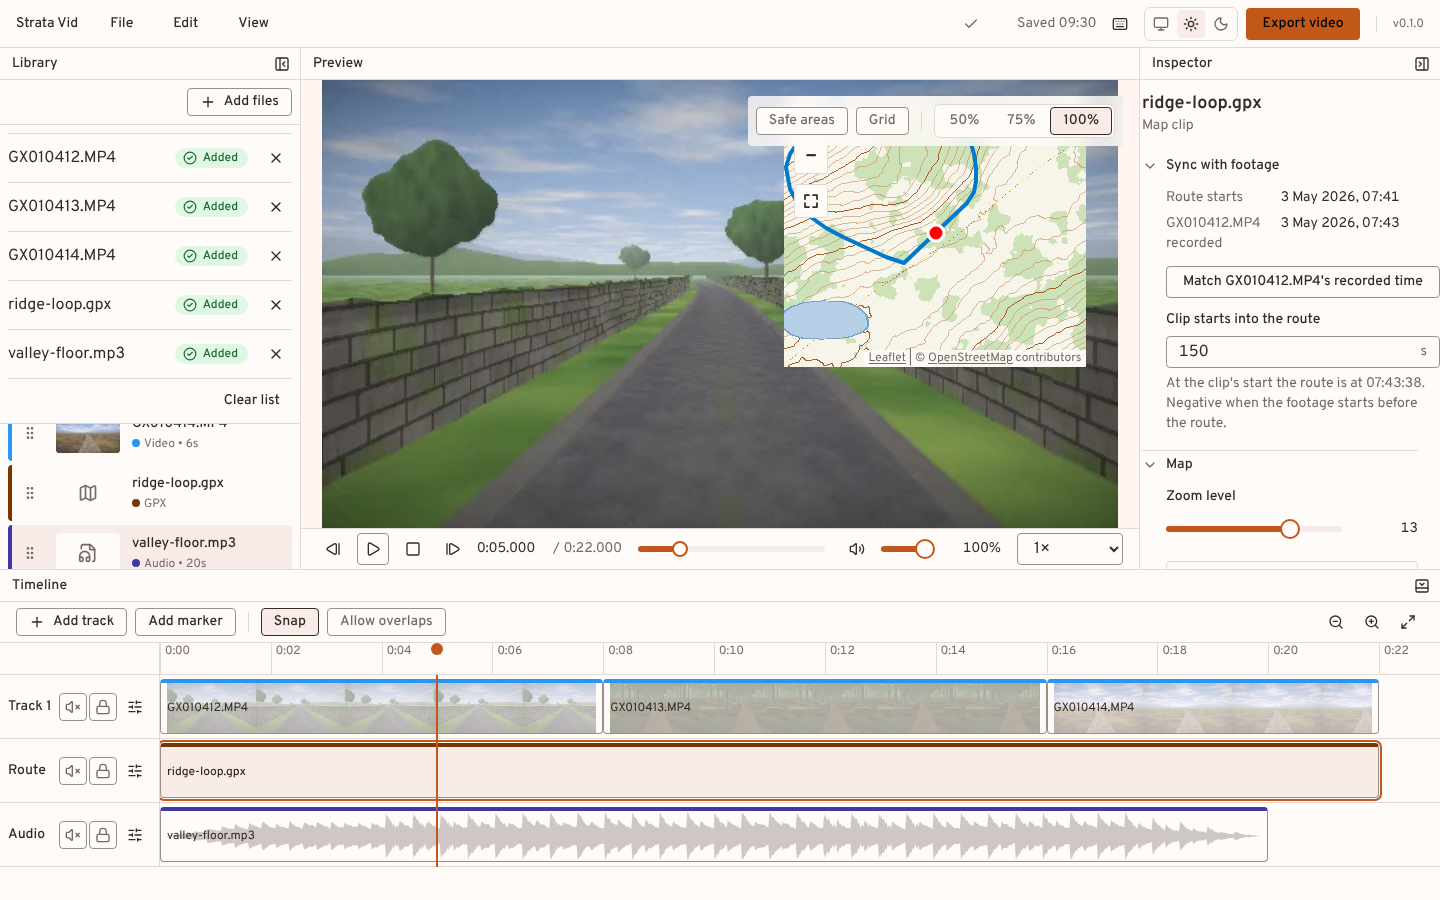 Strata Vid File Edit View Saved 09:30 Export video v0.1.0
Library
Add files
GX010412.MP4 Added
GX010413.MP4 Added
GX010414.MP4 Added
ridge-loop.gpx Added
valley-floor.mp3 Added
Clear list
GX010414.MP4
Video • 6s
ridge-loop.gpx
GPX
valley-floor.mp3
Audio • 20s
Preview
Safe areas Grid 50% 75% 100%
−
Leaflet | © OpenStreetMap contributors
0:05.000 / 0:22.000 100% 1×
Inspector
ridge-loop.gpx
Map clip
Sync with footage
Route starts 3 May 2026, 07:41
GX010412.MP4 3 May 2026, 07:43
recorded
Match GX010412.MP4's recorded time
Clip starts into the route
150 s
At the clip's start the route is at 07:43:38.
Negative when the footage starts before
the route.
Map
Zoom level
13
Timeline
Add track Add marker Snap Allow overlaps
0:00 0:02 0:04 0:06 0:08 0:10 0:12 0:14 0:16 0:18 0:20 0:22
Track 1 GX010412.MP4 GX010413.MP4 GX010414.MP4
Route ridge-loop.gpx
Audio valley-floor.mp3